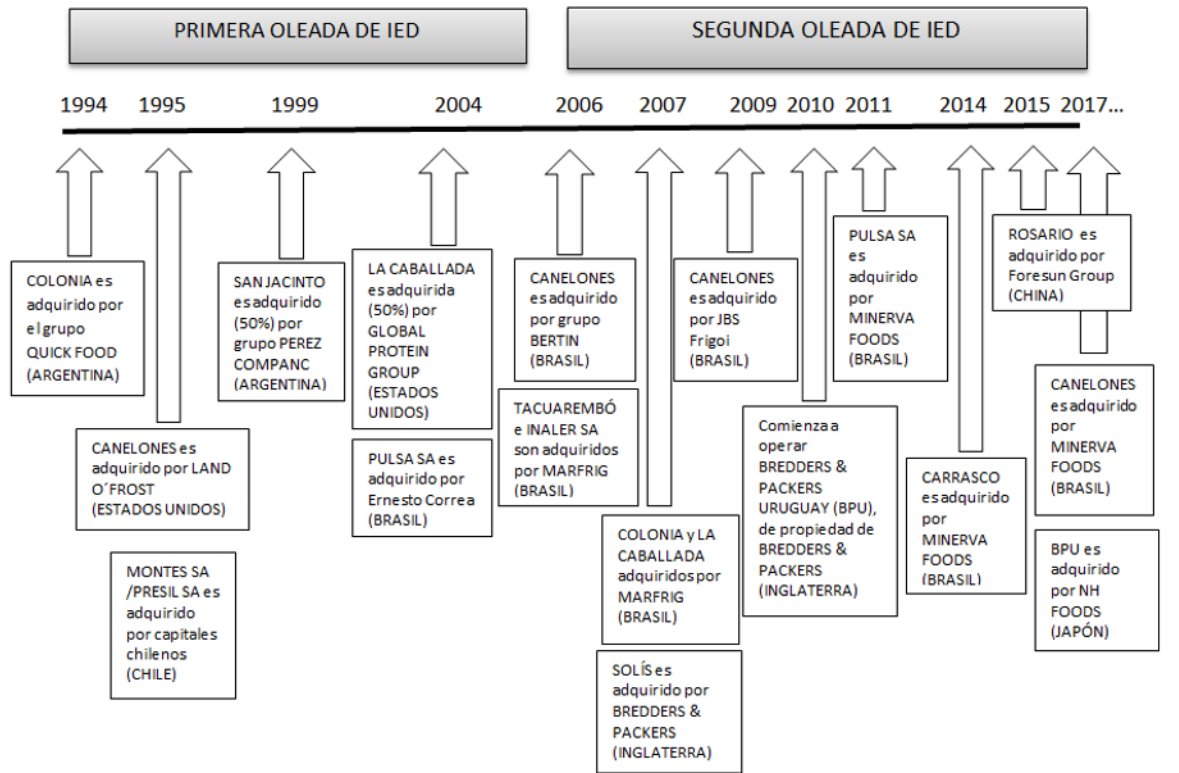 PRIMERA OLEADA DE IED
SEGUNDA OLEADA DE IED
1994
1995
1999
2004
2006
2007
2009
2010
2011
2014
2015
2017...
COLONIA es
adquirido por
el grupo
QUICK FOOD
(ARGENTINA)
CANELONES es
adquirido por LAND
O´FROST
(ESTADOS UNIDOS)
MONTES SA
/PRESIL SA es
adquirido
por capitales
chilenos
(CHILE)
SAN JACINTO
es adquirido
(50%) por
grupo PEREZ
COMPANC
(ARGENTINA)
LA CABALLADA
es adquirida
(50%) por
GLOBAL
PROTEIN
GROUP
(ESTADOS
UNIDOS)
PULSA SA es
adquirido por
Ernesto Correa
(BRASIL)
CANELONES
es adquirido
por grupo
BERTIN
(BRASIL)
TACUAREMBÓ
e INALER SA
son adquiridos
por MARFRIG
(BRASIL)
COLONIA y LA
CABALLADA
adquiridos por
MARFRIG
(BRASIL)
SOLÍS es
adquirido por
BREDDERS &
PACKERS
(INGLATERRA)
CANELONES
es adquirido
por JBS
Frigoi
(BRASIL)
Comienza a
operar
BREDDERS &
PACKERS
URUGUAY (BPU),
de propiedad de
BREDDERS &
PACKERS
(INGLATERRA)
PULSA SA
es
adquirido
por
MINERVA
FOODS
(BRASIL)
CARRASCO
es adquirido
por
MINERVA
FOODS
(BRASIL)
ROSARIO es
adquirido por
Foresun Group
(CHINA)
CANELONES
es adquirido
por
MINERVA
FOODS
(BRASIL)
BPU es
adquirido
por NH
FOODS
(JAPÓN)